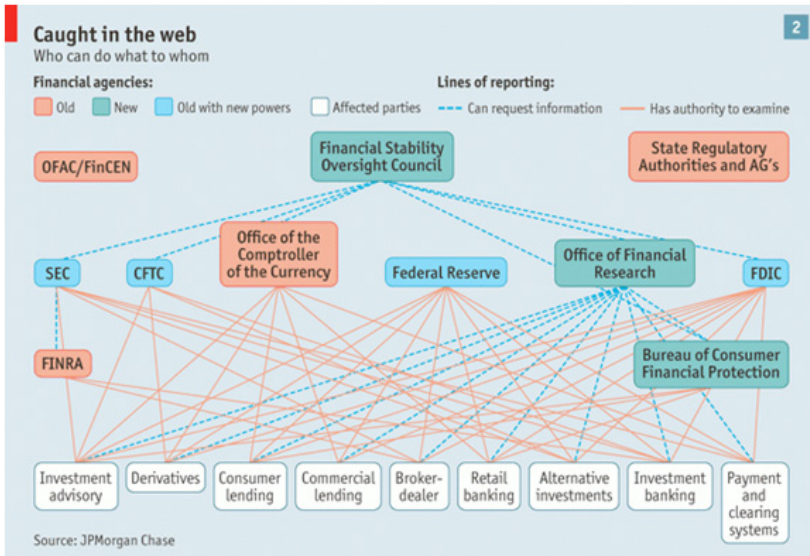 Caught in the web
2
Who can do what to whom
Financial agencies:
Lines of reporting:
Old
New
Old with new powers
Affected parties
Can request information
Has authority to examine
OFAC/FinCEN
Financial Stability
Oversight Council
State Regulatory
Authorities and AG's
SEC
CFTC
Office of the
Comptroller
of the Currency
Federal Reserve
Office of Financial
Research
FDIC
FINRA
Bureau of Consumer
Financial Protection
Investment
advisory
Derivatives
Consumer
lending
Commercial
lending
Broker-
dealer
Retail
banking
Alternative
investments
Investment
banking
Payment
and
clearing
systems
Source: JPMorgan Chase